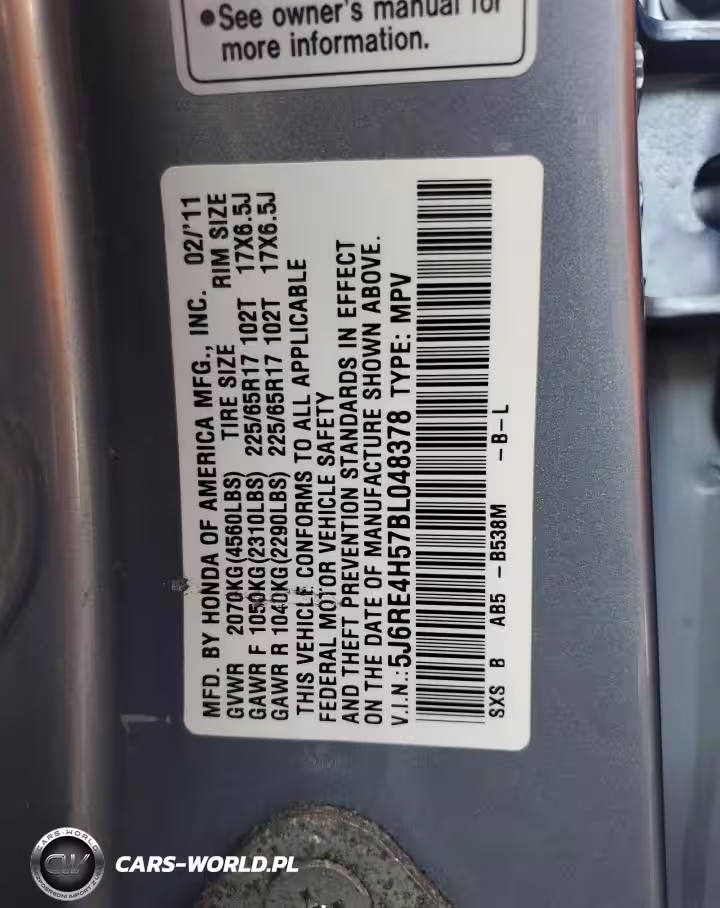 •See owner's manual for
more information.
MFD. BY HONDA OF AMERICA MFG., INC. 02/'11
GVWR 2070KG(4560LBS) TIRE SIZE RIM SIZE
GAWR F 1050KG(2310LBS) 225/65R17 102T 17X6.5J
GAWR R 1040KG(2290LBS) 225/65R17 102T 17X6.5J
THIS VEHICLE CONFORMS TO ALL APPLICABLE
FEDERAL MOTOR VEHICLE SAFETY
AND THEFT PREVENTION STANDARDS IN EFFECT
ON THE DATE OF MANUFACTURE SHOWN ABOVE.
V.I.N.: 5J6RE4H57BL048378 TYPE: MPV
SXS B AB5 -B538M -B-L
CARS-WORLD
CW
CARS-WORLD.PL